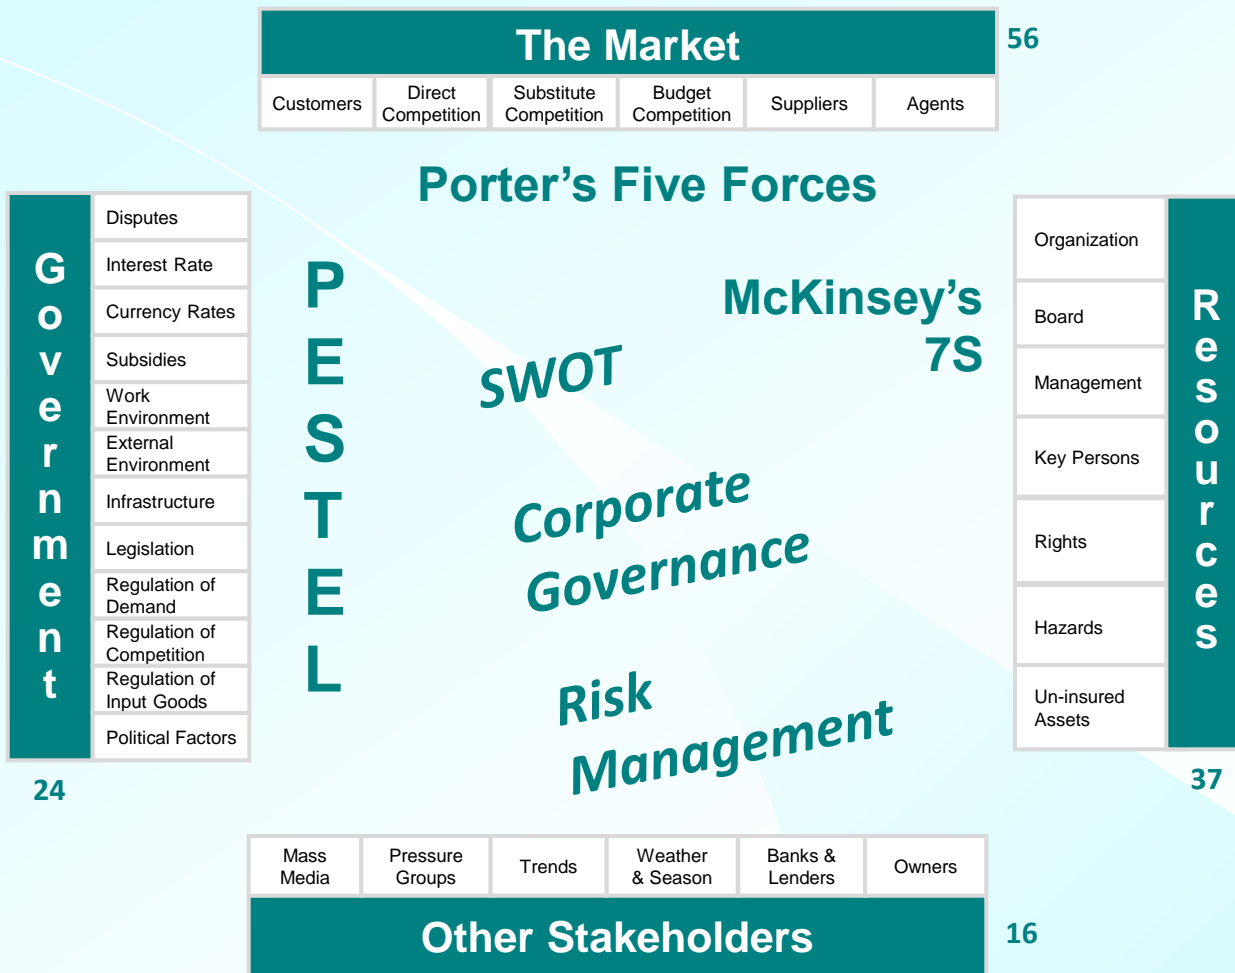 The Market
56
Customers
Direct
Competition
Substitute
Competition
Budget
Competition
Suppliers
Agents
Porter’s Five Forces
Government
Disputes
Interest Rate
Currency Rates
Subsidies
Work
Environment
External
Environment
Infrastructure
Legislation
Regulation of
Demand
Regulation of
Competition
Regulation of
Input Goods
Political Factors
24
PESTEL
McKinsey’s
7S
SWOT
Corporate
Governance
Risk
Management
Organization
Board
Management
Key Persons
Rights
Hazards
Un-insured
Assets
Resources
37
Mass
Media
Pressure
Groups
Trends
Weather
& Season
Banks &
Lenders
Owners
Other Stakeholders
16